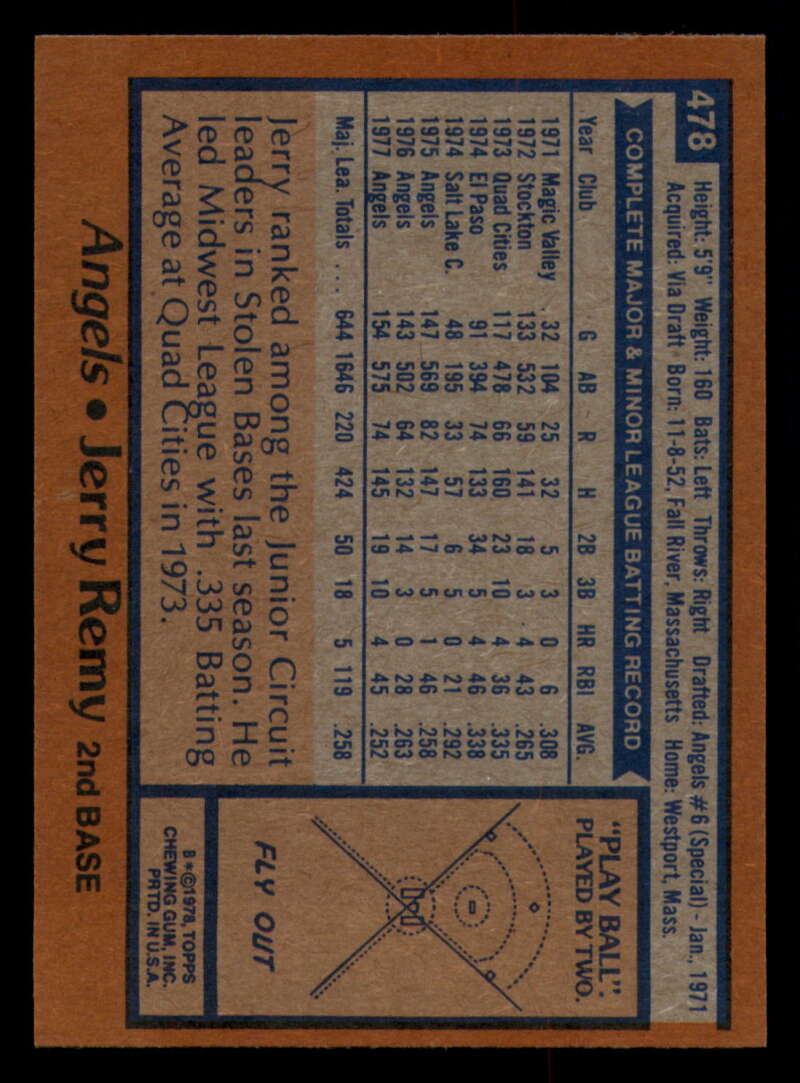 478
Height: 5'9" Weight: 160 Bats: Left Throws: Right Drafted: Angels #6 (Special) - Jan., 1971
Acquired: Via Draft Born: 11-8-52, Fall River, Massachusetts Home: Westport, Mass.
COMPLETE MAJOR & MINOR LEAGUE BATTING RECORD
Year Club G AB R H 2B 3B HR RBI AVG.
1971 Magic Valley . 32 104 25 32 5 3 0 6 .308
1972 Stockton 133 532 59 141 18 3 4 43 .265
1973 Quad Cities 117 478 66 160 23 10 4 36 .335
1974 El Paso 91 394 74 133 34 5 4 46 .338
1974 Salt Lake C. 48 195 33 57 6 5 0 21 .292
1975 Angels 147 569 82 147 17 5 1 46 .258
1976 Angels 143 502 64 132 14 3 0 28 .263
1977 Angels 154 575 74 145 19 10 4 45 .252
Maj. Lea. Totals ... 644 1646 220 424 50 18 5 119 .258
Jerry ranked among the Junior Circuit
leaders in Stolen Bases last season. He
led Midwest League with .335 Batting
Average at Quad Cities in 1973.
"PLAY BALL".
PLAYED BY TWO.
FLY OUT
B*©1978, TOPPS
CHEWING GUM, INC.
PRTD. IN U.S.A.
Angels • Jerry Remy 2nd BASE